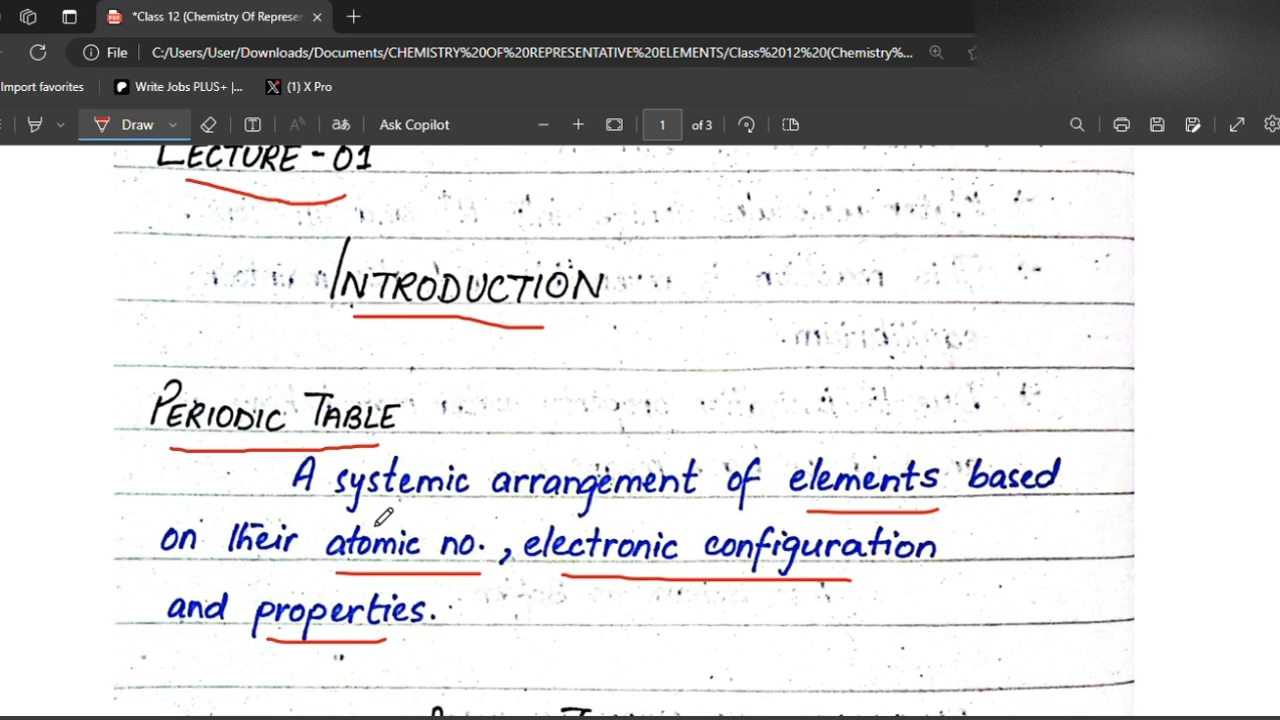 *Class 12 (Chemistry Of Represer
File C:/Users/User/Downloads/Documents/CHEMISTRY%20OF%20REPRESENTATIVE%20ELEMENTS/Class%2012%20(Chemistry%...
Import favorites Write Jobs PLUS+ |... (1) X Pro
Draw Ask Copilot 1 of 3
LECTURE - 01
INTRODUCTION
PERIODIC TABLE
A systemic arrangement of elements based
on their atomic no., electronic configuration
and properties.